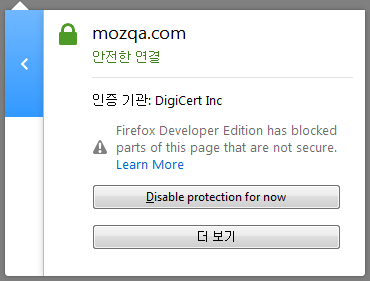 mozqa.com
안전한 연결
인증 기관: DigiCert Inc
Firefox Developer Edition has blocked
parts of this page that are not secure.
Learn More
Disable protection for now
더 보기